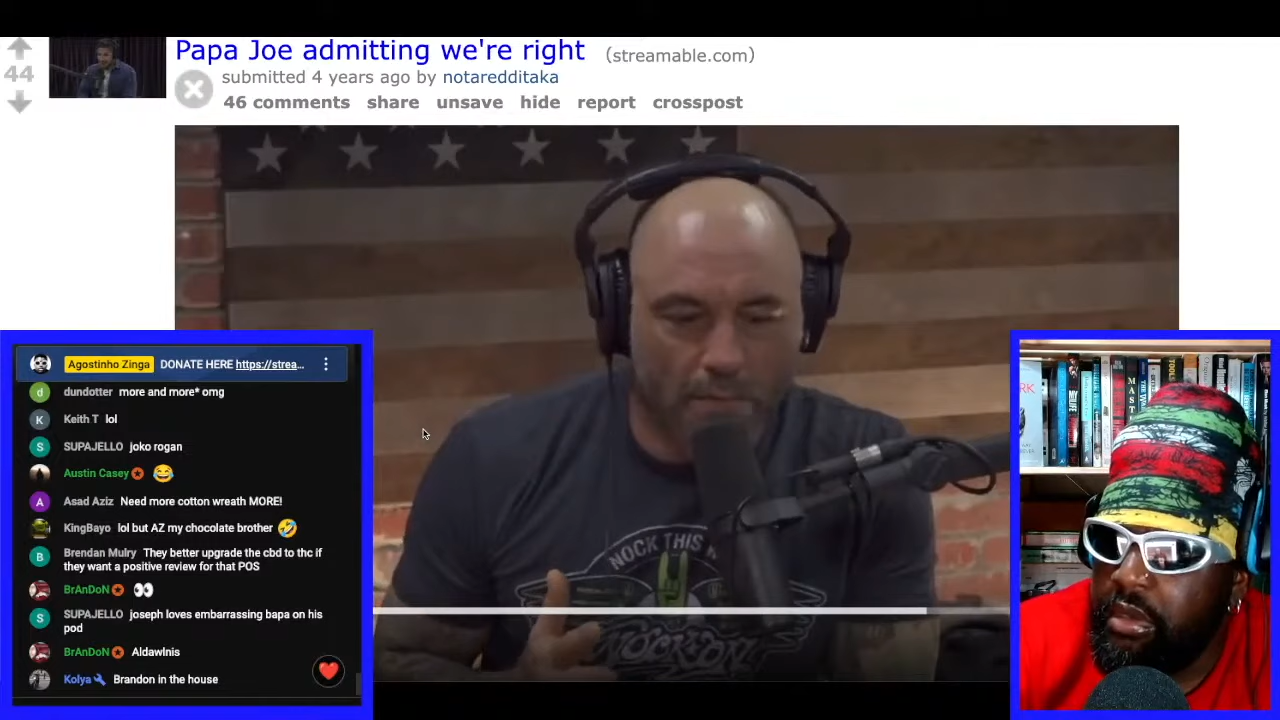 44
Papa Joe admitting we're right (streamable.com)
submitted 4 years ago by notaredditaka
46 comments share unsave hide report crosspost
NOCK THIS
Agostinho Zinga DONATE HERE https://strea...
d dundotter more and more* omg
K Keith T lol
S SUPAJELLO joko rogan
Austin Casey 😂
A Asad Aziz Need more cotton wreath MORE!
KingBayo lol but AZ my chocolate brother 🤣
B Brendan Mulry They better upgrade the cbd to thc if
they want a positive review for that POS
BrAnDoN 👀
S SUPAJELLO joseph loves embarrassing bapa on his
pod
BrAnDoN Aldawlnis
Kolya Brandon in the house